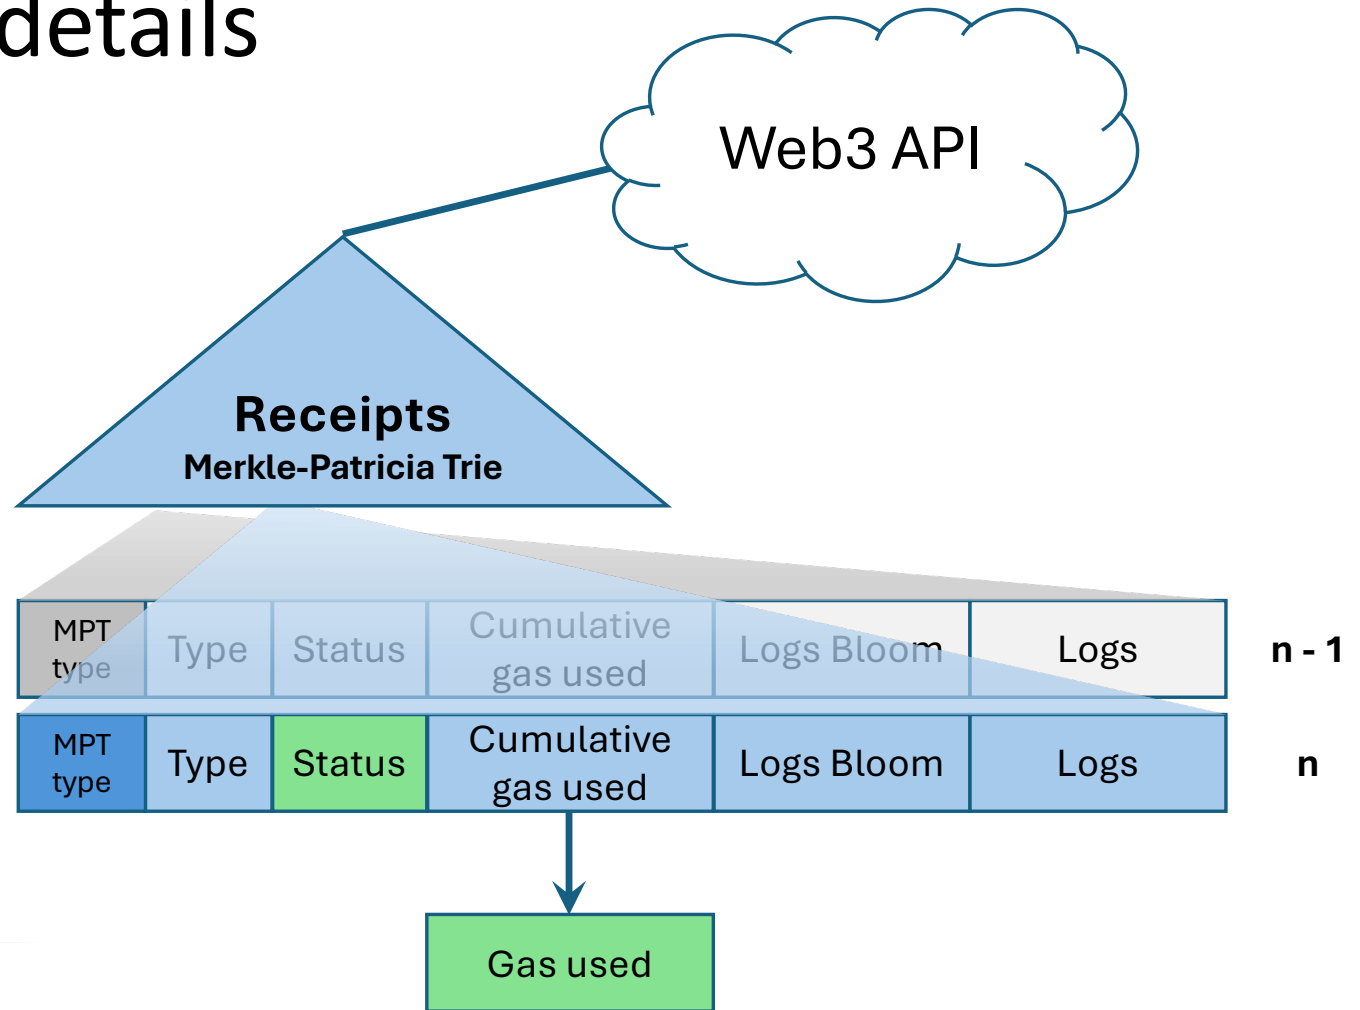 details
Web3 API
Receipts
Merkle-Patricia Trie
MPT
type
Type
Status
Cumulative
gas used
Logs Bloom
Logs
n - 1
MPT
type
Type
Status
Cumulative
gas used
Logs Bloom
Logs
n
Gas used